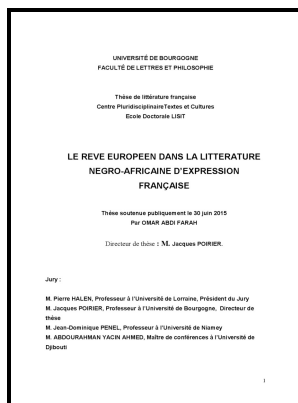 UNIVERSITÉ DE BOURGOGNE
FACULTÉ DE LETTRES ET PHILOSOPHIE
Thèse de littérature française
Centre PluridisciplinaireTextes et Cultures
Ecole Doctorale LISIT
LE REVE EUROPEEN DANS LA LITTERATURE
NEGRO-AFRICAINE D'EXPRESSION
FRANÇAISE
Thèse soutenue publiquement le 30 juin 2015
Par OMAR ABDI FARAH
Directeur de thèse : M. Jacques POIRIER.
Jury :
M. Pierre HALEN, Professeur à l'Université de Lorraine, Président du Jury
M. Jacques POIRIER, Professeur à l'Université de Bourgogne, Directeur de
thèse
M. Jean-Dominique PENEL, Professeur à l'Université de Niamey
M. ABDOURAHMAN YACIN AHMED, Maître de conférences à l'Université de
Djibouti
1